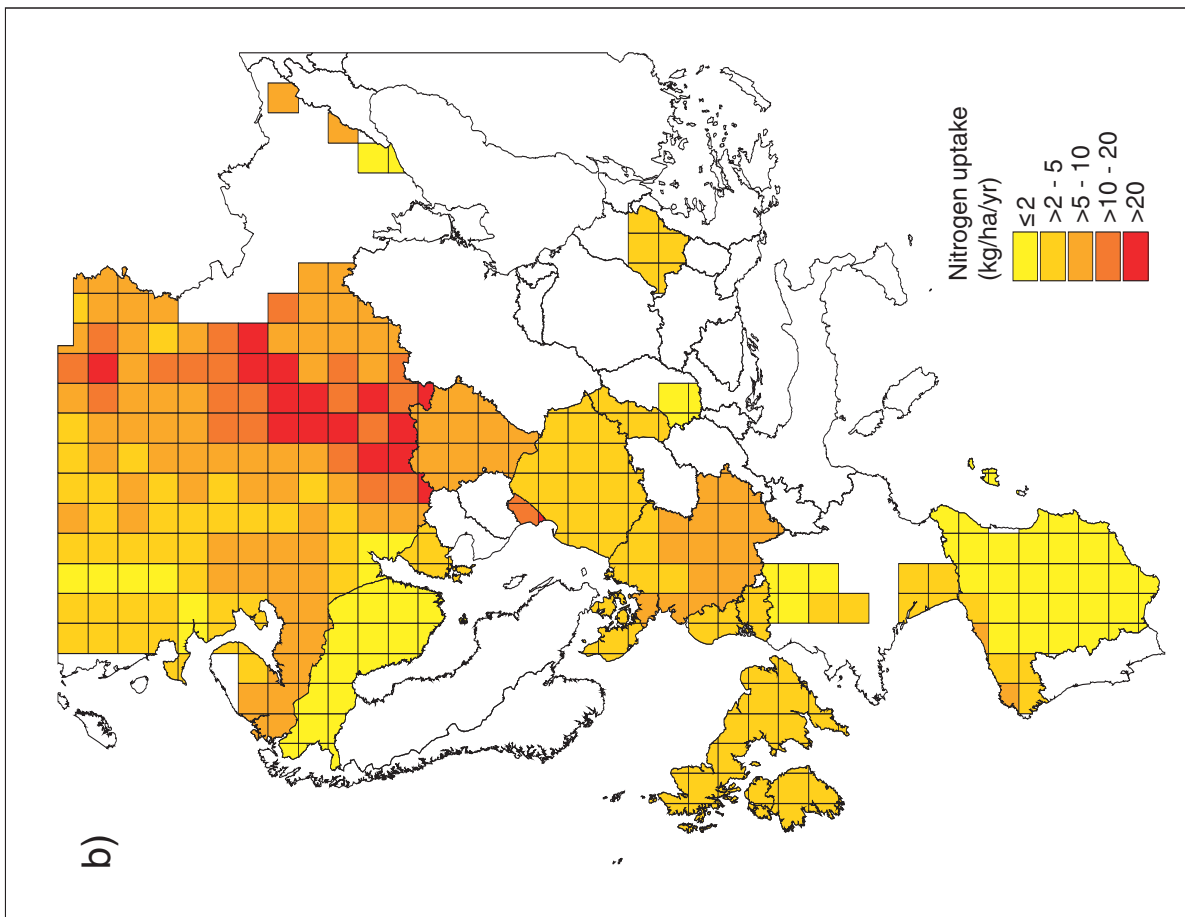 b)
Nitrogen uptake
(kg/ha/yr)
≤2
>2 - 5
>5 - 10
>10 - 20
>20